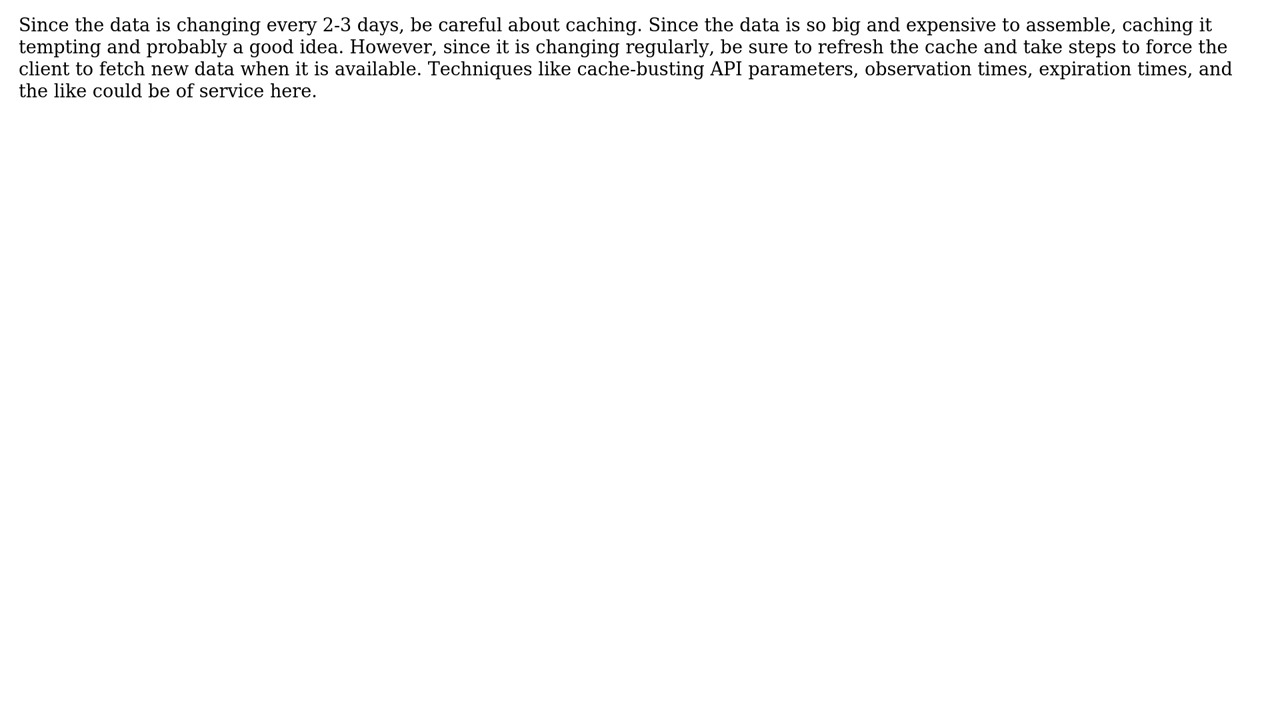 Since the data is changing every 2-3 days, be careful about caching. Since the data is so big and expensive to assemble, caching it
tempting and probably a good idea. However, since it is changing regularly, be sure to refresh the cache and take steps to force the
client to fetch new data when it is available. Techniques like cache-busting API parameters, observation times, expiration times, and
the like could be of service here.